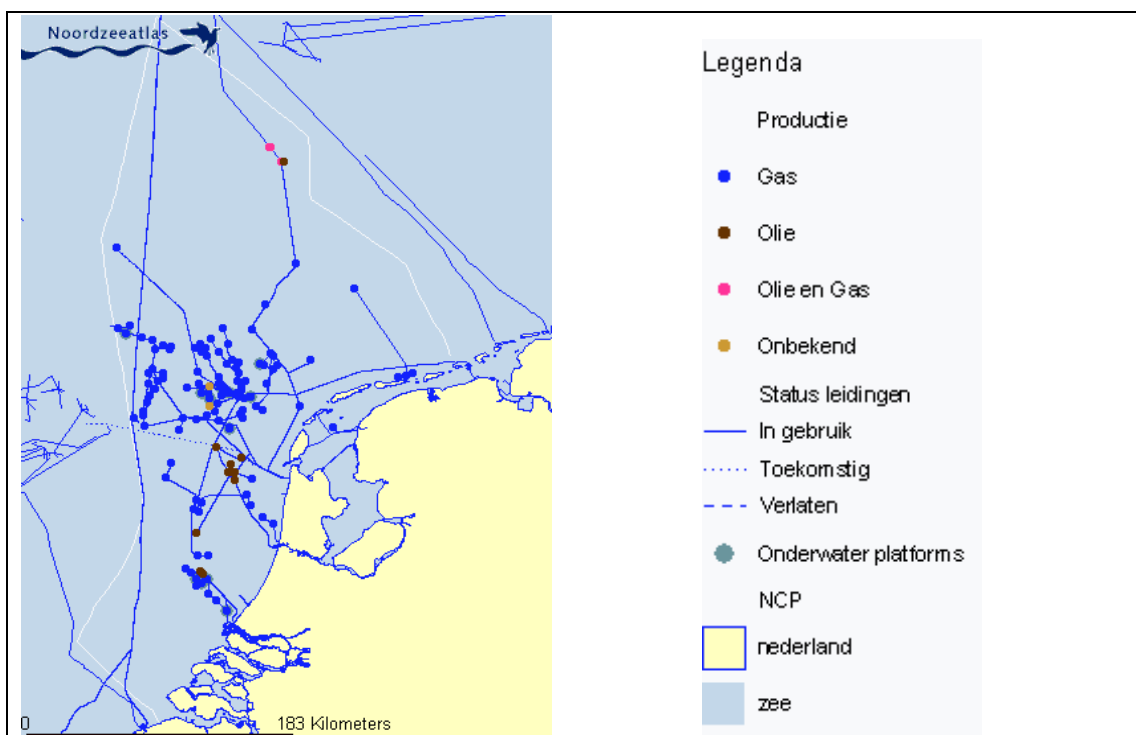 Noordzeeatlas
0
183 Kilometers
Legenda
Productie
Gas
Olie
Olie en Gas
Onbekend
Status leidingen
In gebruik
Toekomstig
Verlaten
Onderwater platforms
NCP
nederland
zee